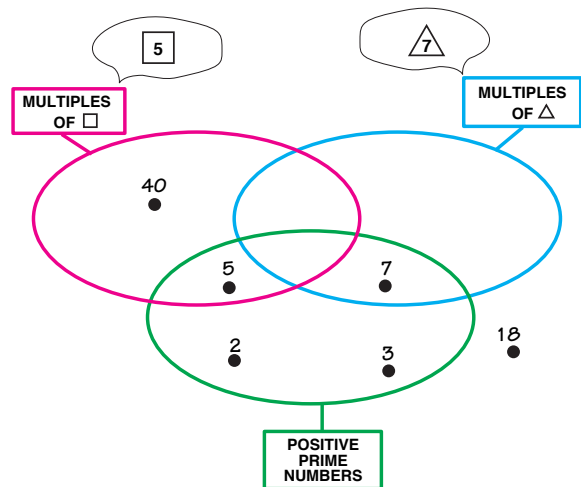 5
7
MULTIPLES
OF □
MULTIPLES
OF △
40
5
7
2
3
18
POSITIVE
PRIME
NUMBERS